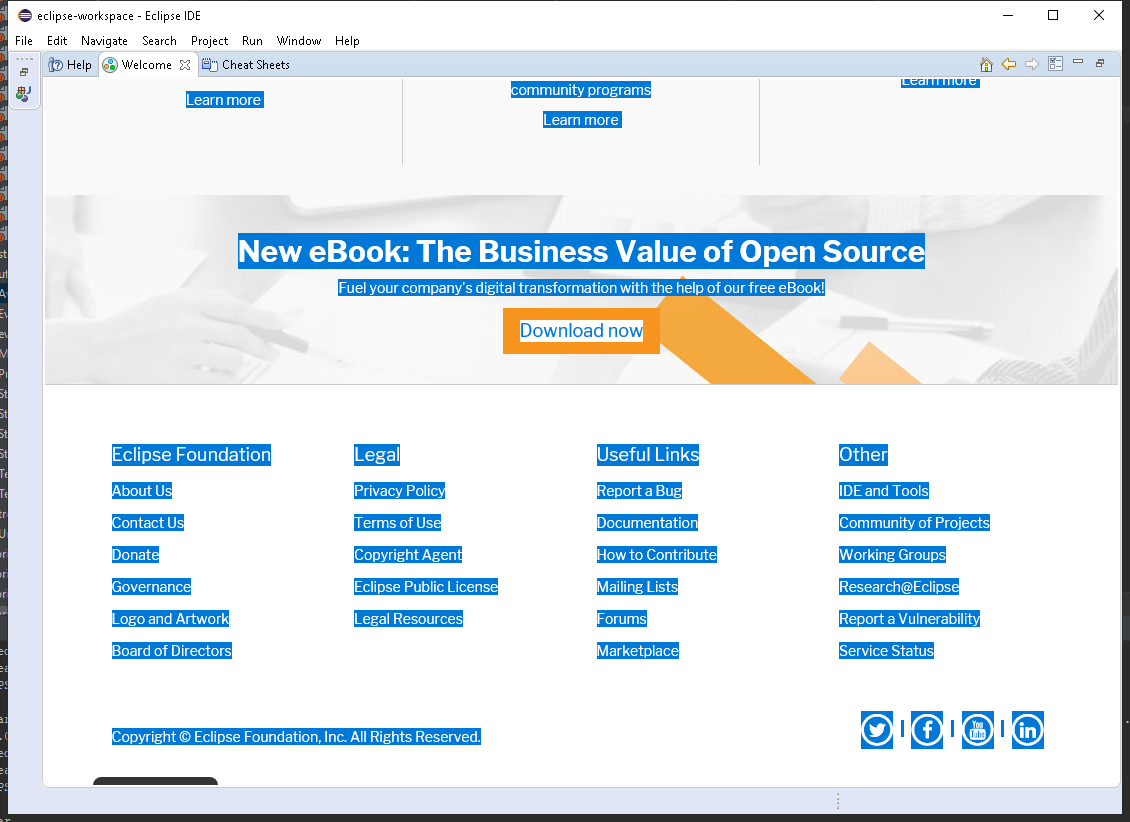 eclipse-workspace - Eclipse IDE
File Edit Navigate Search Project Run Window Help
Help Welcome Cheat Sheets
Learn more
community programs
Learn more
Learn more
New eBook: The Business Value of Open Source
Fuel your company's digital transformation with the help of our free eBook!
Download now
Eclipse Foundation
About Us
Contact Us
Donate
Governance
Logo and Artwork
Board of Directors
Legal
Privacy Policy
Terms of Use
Copyright Agent
Eclipse Public License
Legal Resources
Useful Links
Report a Bug
Documentation
How to Contribute
Mailing Lists
Forums
Marketplace
Other
IDE and Tools
Community of Projects
Working Groups
Research@Eclipse
Report a Vulnerability
Service Status
Copyright © Eclipse Foundation, Inc. All Rights Reserved.
You Tube
in